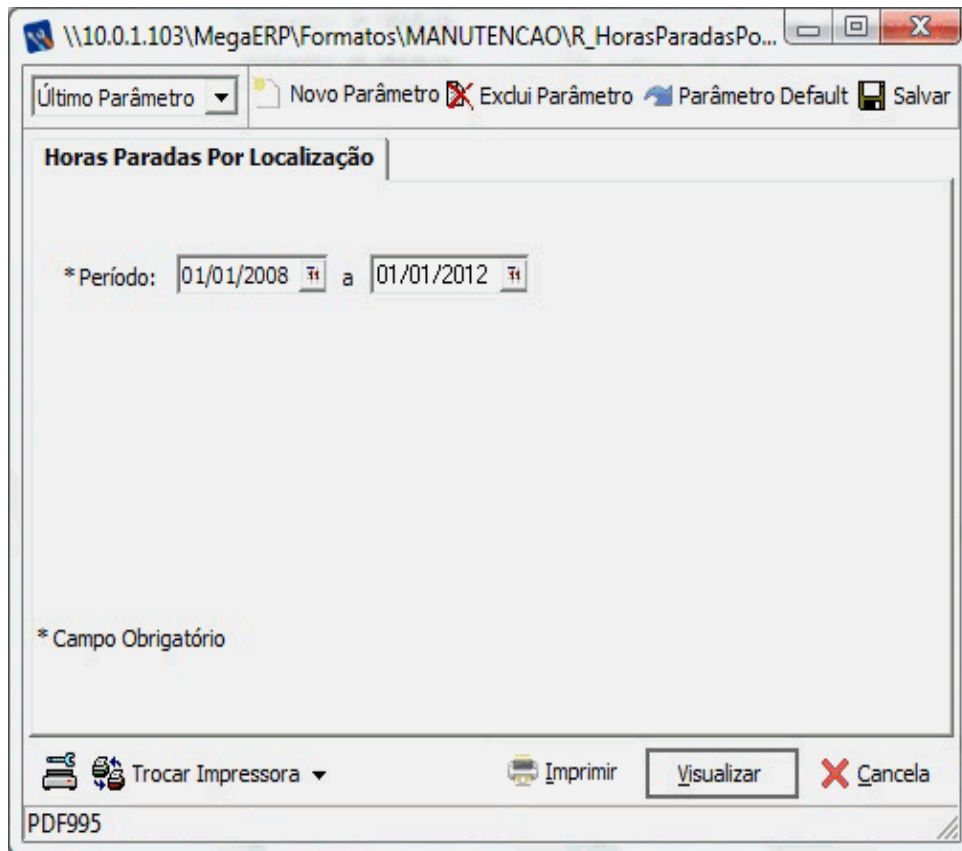 \\10.0.1.103\MegaERP\Formatos\MANUTENCAO\R_HorasParadasPo...
Último Parâmetro Novo Parâmetro Exclui Parâmetro Parâmetro Default Salvar
Horas Paradas Por Localização
* Período: 01/01/2008 a 01/01/2012
* Campo Obrigatório
Trocar Impressora Imprimir Visualizar Cancela
PDF995